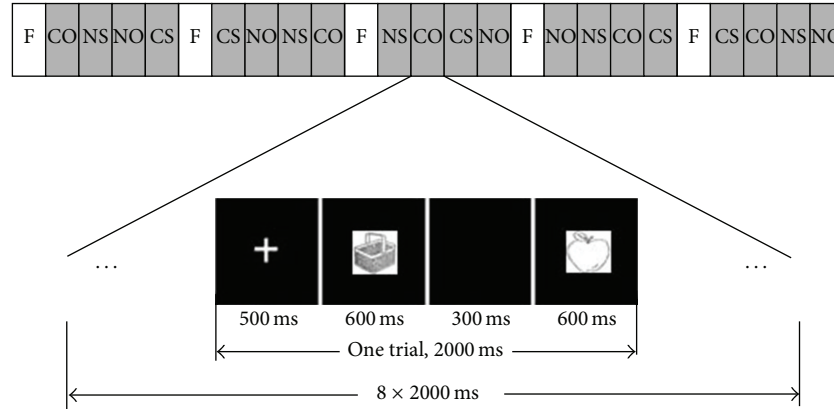 F CO NS NO CS F CS NO NS CO F NS CO CS NO F NO NS CO CS F CS CO NS NO
... ...
500 ms 600 ms 300 ms 600 ms
One trial, 2000 ms
8 × 2000 ms